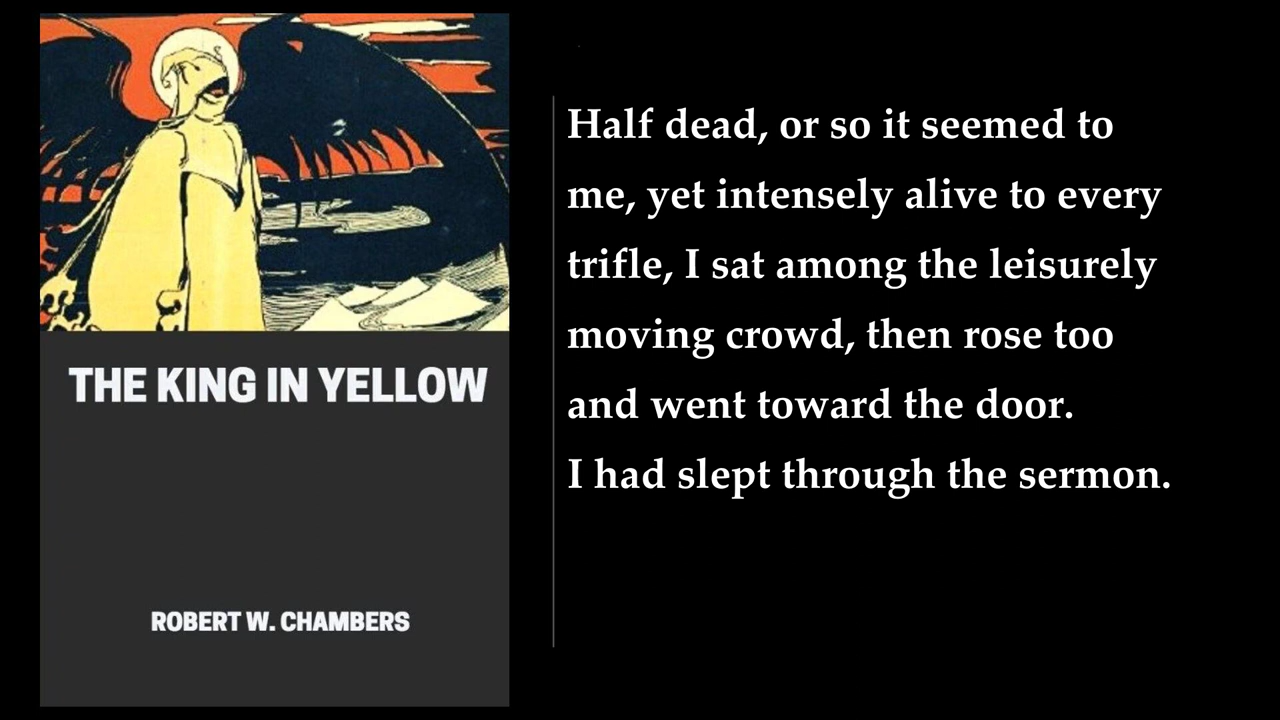 THE KING IN YELLOW
ROBERT W. CHAMBERS
Half dead, or so it seemed to
me, yet intensely alive to every
trifle, I sat among the leisurely
moving crowd, then rose too
and went toward the door.
I had slept through the sermon.